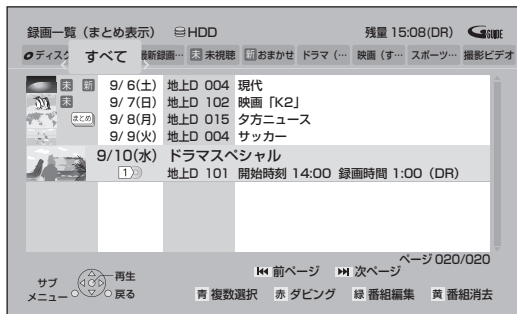 録画一覧(まとめ表示) HDD 残量 15:08(DR) G GUIDE
ディスク すべて 最新録画… 未 未視聴 新 おまかせ ドラマ(… 映画(す… スポーツ… 撮影ビデオ
未 新 9/ 6(土) 地上D 004 現代
未 9/ 7(日) 地上D 102 映画「K2」
まとめ 9/ 8(月) 地上D 015 夕方ニュース
9/ 9(火) 地上D 004 サッカー
9/10(水) ドラマスペシャル
1 地上D 101 開始時刻 14:00 録画時間 1:00(DR)
ページ 020/020
⏮ 前ページ ⏭ 次ページ
サブメニュー OK 再生 戻る
青 複数選択 赤 ダビング 緑 番組編集 黄 番組消去